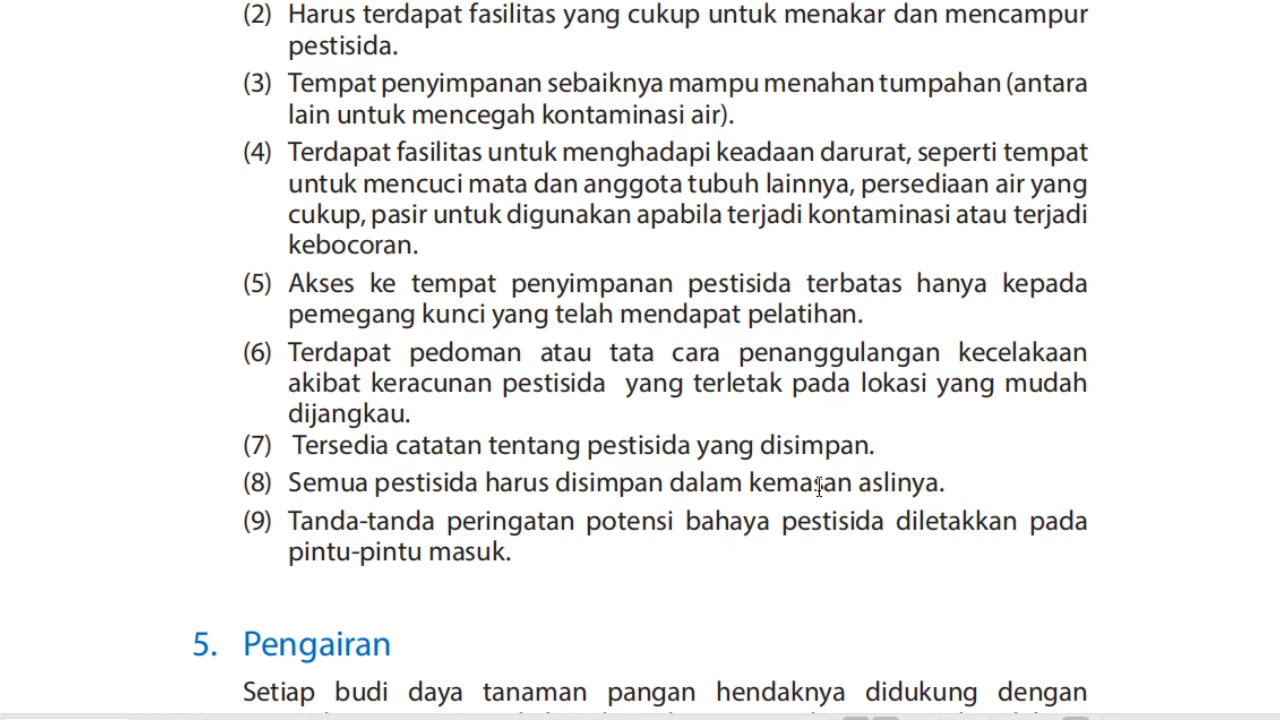 (2) Harus terdapat fasilitas yang cukup untuk menakar dan mencampur
pestisida.
(3) Tempat penyimpanan sebaiknya mampu menahan tumpahan (antara
lain untuk mencegah kontaminasi air).
(4) Terdapat fasilitas untuk menghadapi keadaan darurat, seperti tempat
untuk mencuci mata dan anggota tubuh lainnya, persediaan air yang
cukup, pasir untuk digunakan apabila terjadi kontaminasi atau terjadi
kebocoran.
(5) Akses ke tempat penyimpanan pestisida terbatas hanya kepada
pemegang kunci yang telah mendapat pelatihan.
(6) Terdapat pedoman atau tata cara penanggulangan kecelakaan
akibat keracunan pestisida yang terletak pada lokasi yang mudah
dijangkau.
(7) Tersedia catatan tentang pestisida yang disimpan.
(8) Semua pestisida harus disimpan dalam kemasan aslinya.
(9) Tanda-tanda peringatan potensi bahaya pestisida diletakkan pada
pintu-pintu masuk.
5. Pengairan
Setiap budi daya tanaman pangan hendaknya didukung dengan